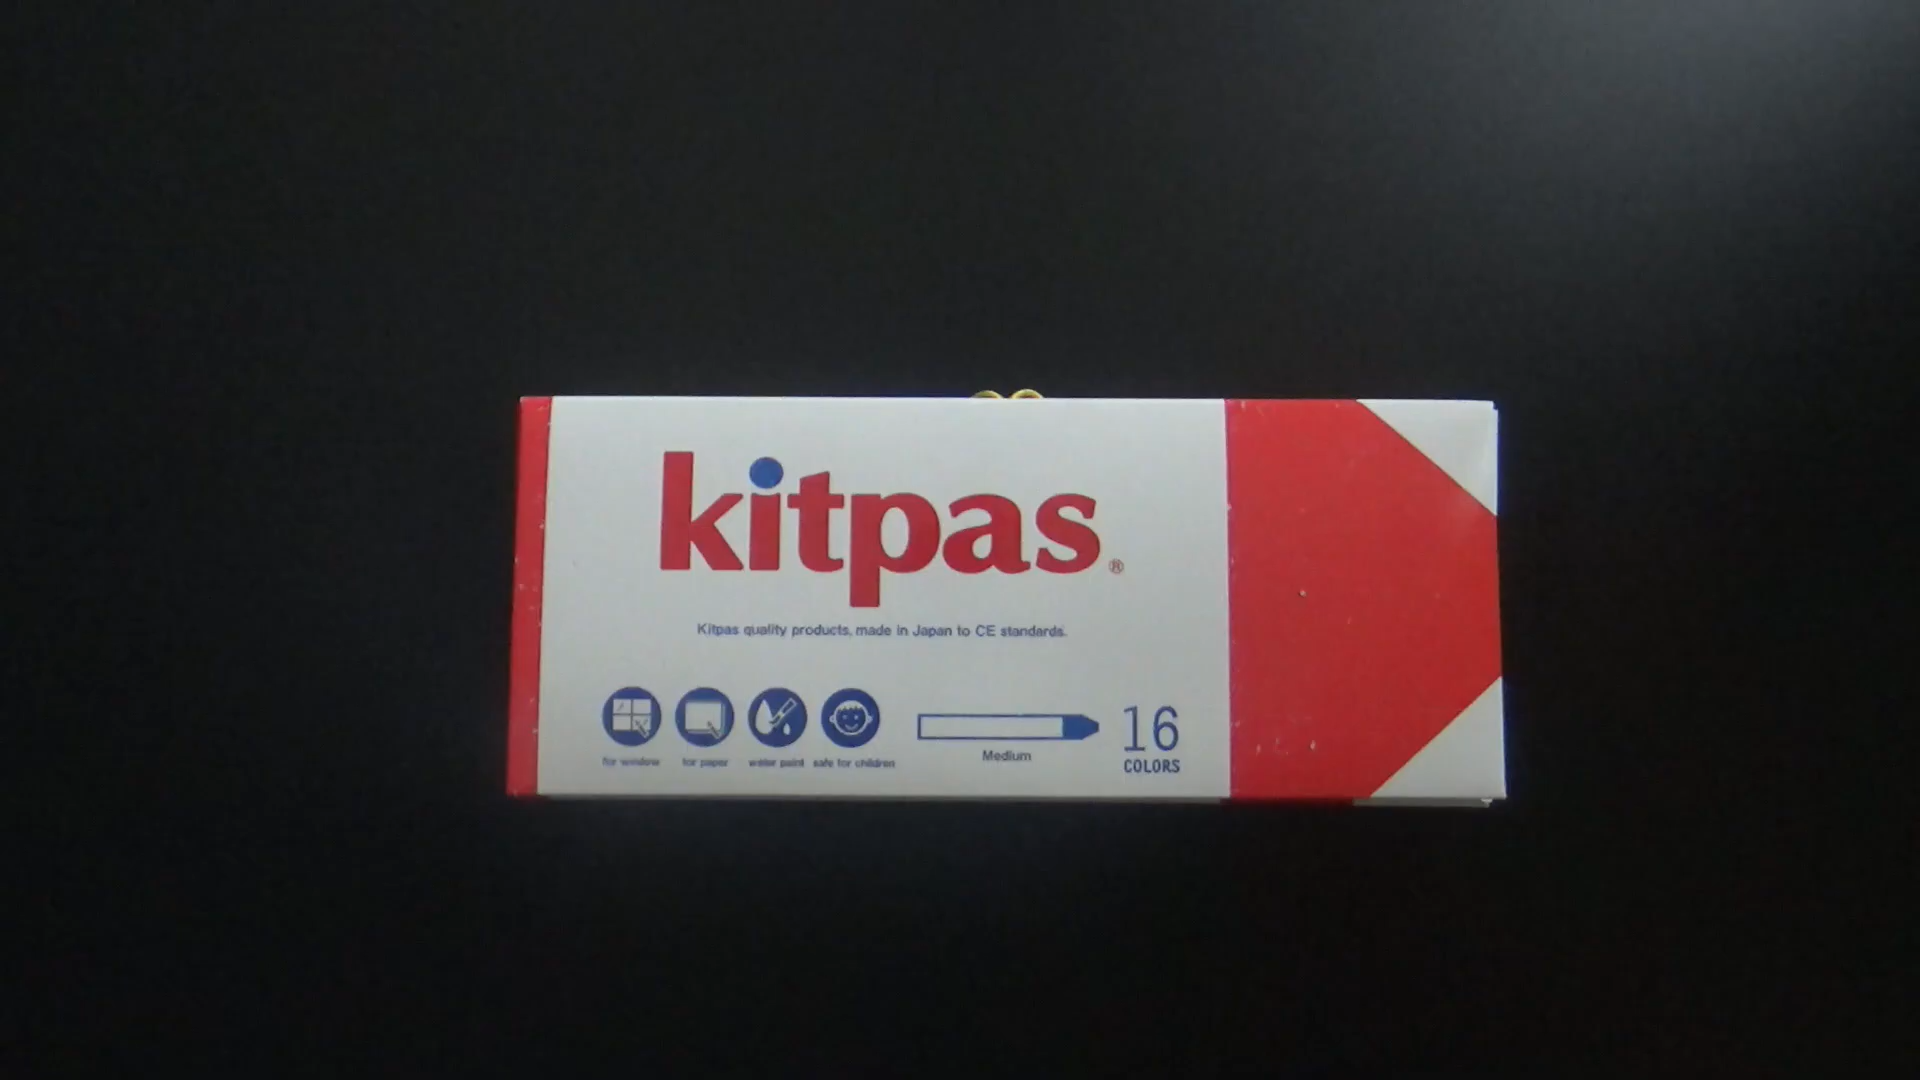 kitpas®
Kitpas quality products, made in Japan to CE standards.
for window for paper water paint safe for children
Medium
16
COLORS